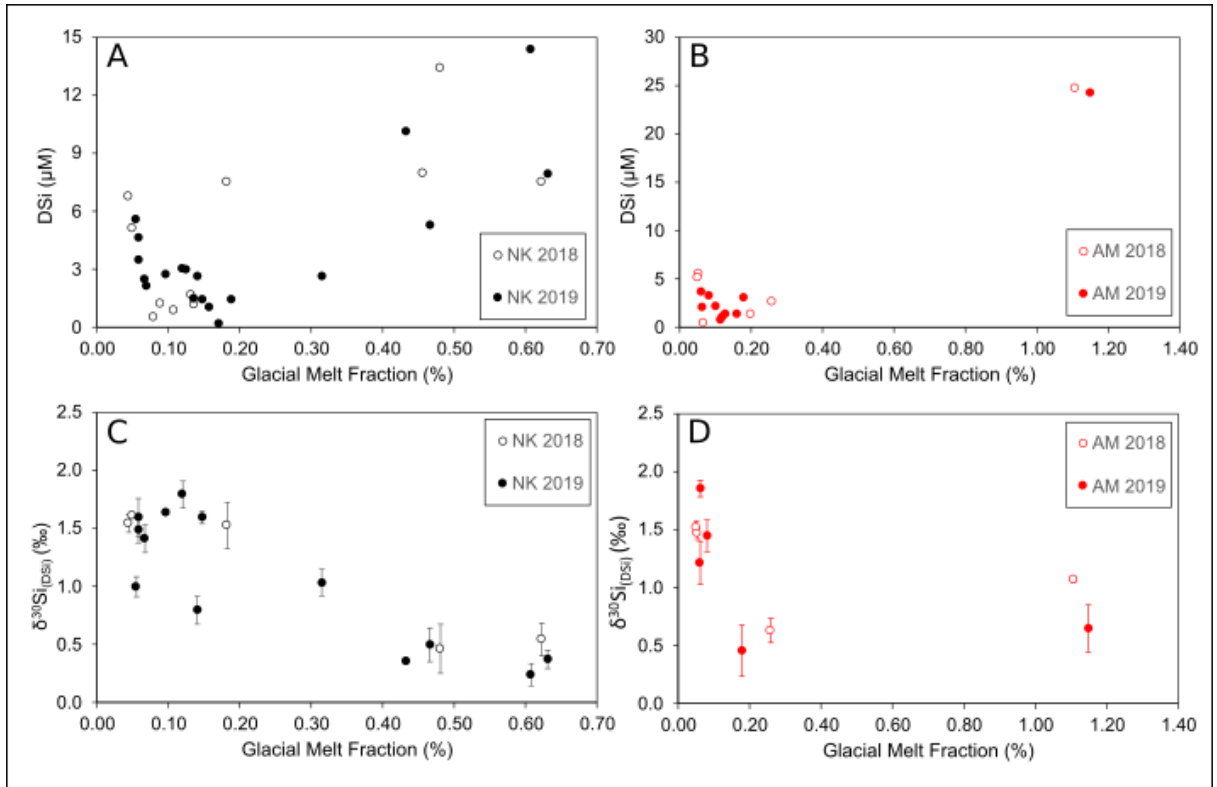 A
DSi (µM)
15
12
9
6
3
0
0.00 0.10 0.20 0.30 0.40 0.50 0.60 0.70
Glacial Melt Fraction (%)
NK 2018
NK 2019
B
DSi (µM)
30
25
20
15
10
5
0
0.00 0.20 0.40 0.60 0.80 1.00 1.20 1.40
Glacial Melt Fraction (%)
AM 2018
AM 2019
C
δ³⁰Si(DSi) (‰)
2.5
2.0
1.5
1.0
0.5
0.0
0.00 0.10 0.20 0.30 0.40 0.50 0.60 0.70
Glacial Melt Fraction (%)
NK 2018
NK 2019
D
δ³⁰Si(DSi) (‰)
2.5
2.0
1.5
1.0
0.5
0.0
0.00 0.20 0.40 0.60 0.80 1.00 1.20 1.40
Glacial Melt Fraction (%)
AM 2018
AM 2019